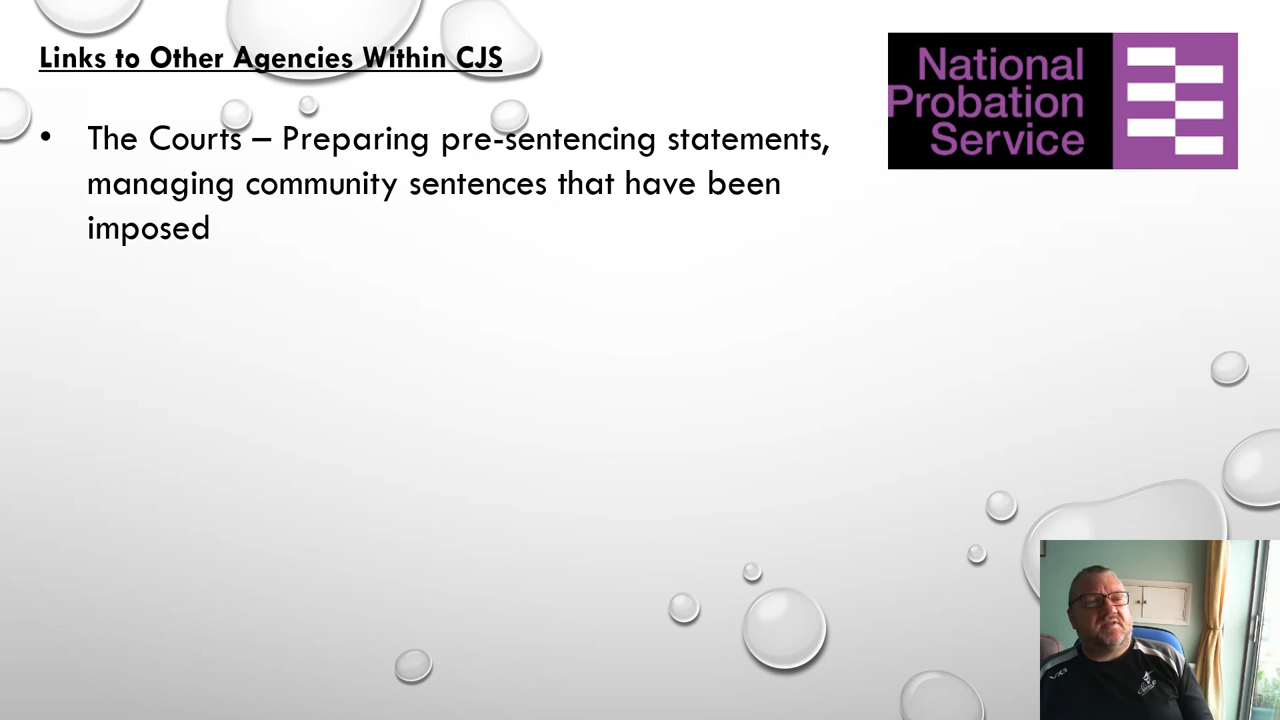 Links to Other Agencies Within CJS
National
Probation
Service
• The Courts – Preparing pre-sentencing statements,
managing community sentences that have been
imposed